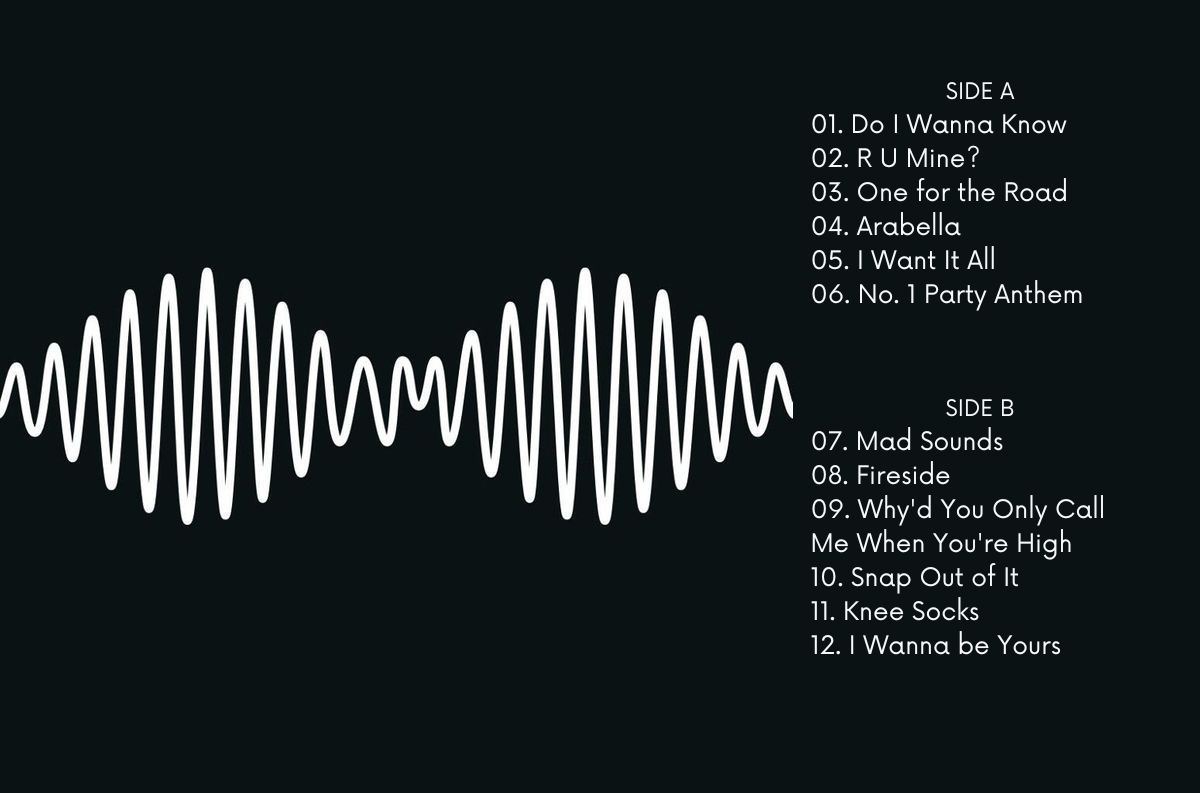 SIDE A
01. Do I Wanna Know
02. R U Mine?
03. One for the Road
04. Arabella
05. I Want It All
06. No. 1 Party Anthem
SIDE B
07. Mad Sounds
08. Fireside
09. Why'd You Only Call
Me When You're High
10. Snap Out of It
11. Knee Socks
12. I Wanna be Yours